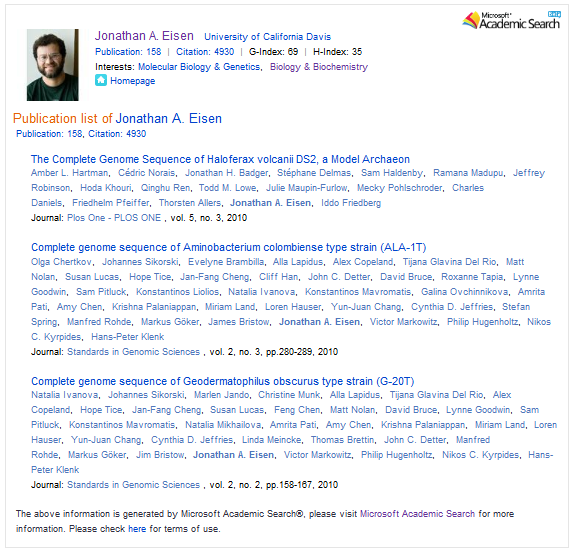 Microsoft® Academic Search beta
Jonathan A. Eisen University of California Davis
Publication: 158 | Citation: 4930 | G-Index: 69 | H-Index: 35
Interests: Molecular Biology & Genetics, Biology & Biochemistry
Homepage
Publication list of Jonathan A. Eisen
Publication: 158, Citation: 4930
The Complete Genome Sequence of Haloferax volcanii DS2, a Model Archaeon
Amber L. Hartman, Cédric Norais, Jonathan H. Badger, Stéphane Delmas, Sam Haldenby, Ramana Madupu, Jeffrey
Robinson, Hoda Khouri, Qinghu Ren, Todd M. Lowe, Julie Maupin-Furlow, Mecky Pohlschroder, Charles
Daniels, Friedhelm Pfeiffer, Thorsten Allers, Jonathan A. Eisen, Iddo Friedberg
Journal: Plos One - PLOS ONE , vol. 5, no. 3, 2010
Complete genome sequence of Aminobacterium colombiense type strain (ALA-1T)
Olga Chertkov, Johannes Sikorski, Evelyne Brambilla, Alla Lapidus, Alex Copeland, Tijana Glavina Del Rio, Matt
Nolan, Susan Lucas, Hope Tice, Jan-Fang Cheng, Cliff Han, John C. Detter, David Bruce, Roxanne Tapia, Lynne
Goodwin, Sam Pitluck, Konstantinos Liolios, Natalia Ivanova, Konstantinos Mavromatis, Galina Ovchinnikova, Amrita
Pati, Amy Chen, Krishna Palaniappan, Miriam Land, Loren Hauser, Yun-Juan Chang, Cynthia D. Jeffries, Stefan
Spring, Manfred Rohde, Markus Göker, James Bristow, Jonathan A. Eisen, Victor Markowitz, Philip Hugenholtz, Nikos
C. Kyrpides, Hans-Peter Klenk
Journal: Standards in Genomic Sciences , vol. 2, no. 3, pp.280-289, 2010
Complete genome sequence of Geodermatophilus obscurus type strain (G-20T)
Natalia Ivanova, Johannes Sikorski, Marlen Jando, Christine Munk, Alla Lapidus, Tijana Glavina Del Rio, Alex
Copeland, Hope Tice, Jan-Fang Cheng, Susan Lucas, Feng Chen, Matt Nolan, David Bruce, Lynne Goodwin, Sam
Pitluck, Konstantinos Mavromatis, Natalia Mikhailova, Amrita Pati, Amy Chen, Krishna Palaniappan, Miriam Land, Loren
Hauser, Yun-Juan Chang, Cynthia D. Jeffries, Linda Meincke, Thomas Brettin, John C. Detter, Manfred
Rohde, Markus Göker, Jim Bristow, Jonathan A. Eisen, Victor Markowitz, Philip Hugenholtz, Nikos C. Kyrpides, Hans-
Peter Klenk
Journal: Standards in Genomic Sciences , vol. 2, no. 2, pp.158-167, 2010
The above information is generated by Microsoft Academic Search®, please visit Microsoft Academic Search for more
information. Please check here for terms of use.